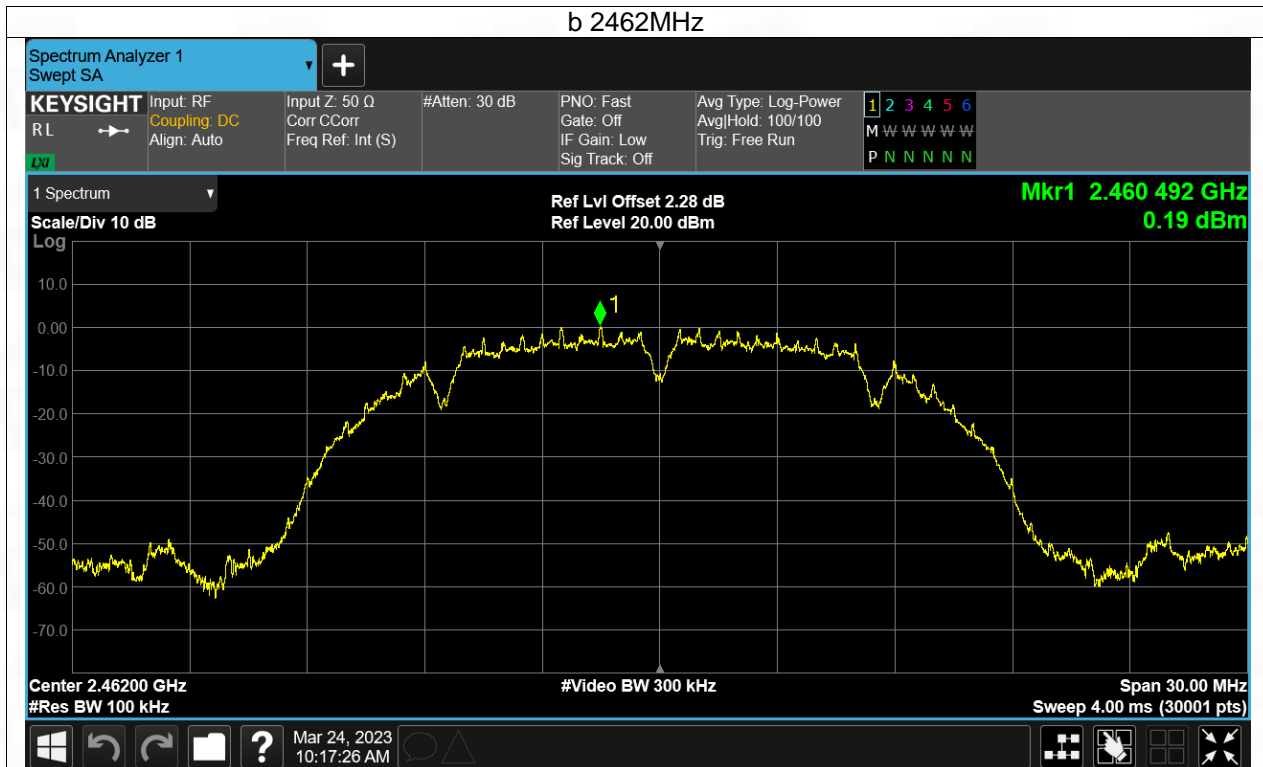 b 2462MHz
Spectrum Analyzer 1
Swept SA
+
KEYSIGHT
R L
LXI
Input: RF
Coupling: DC
Align: Auto
Input Z: 50 Ω
Corr CCorr
Freq Ref: Int (S)
#Atten: 30 dB
PNO: Fast
Gate: Off
IF Gain: Low
Sig Track: Off
Avg Type: Log-Power
Avg|Hold: 100/100
Trig: Free Run
1 2 3 4 5 6
M W W W W W
P N N N N N
1 Spectrum
Scale/Div 10 dB
Log
Ref Lvl Offset 2.28 dB
Ref Level 20.00 dBm
Mkr1 2.460 492 GHz
0.19 dBm
1
10.0
0.00
-10.0
-20.0
-30.0
-40.0
-50.0
-60.0
-70.0
Center 2.46200 GHz
#Res BW 100 kHz
#Video BW 300 kHz
Span 30.00 MHz
Sweep 4.00 ms (30001 pts)
?
Mar 24, 2023
10:17:26 AM